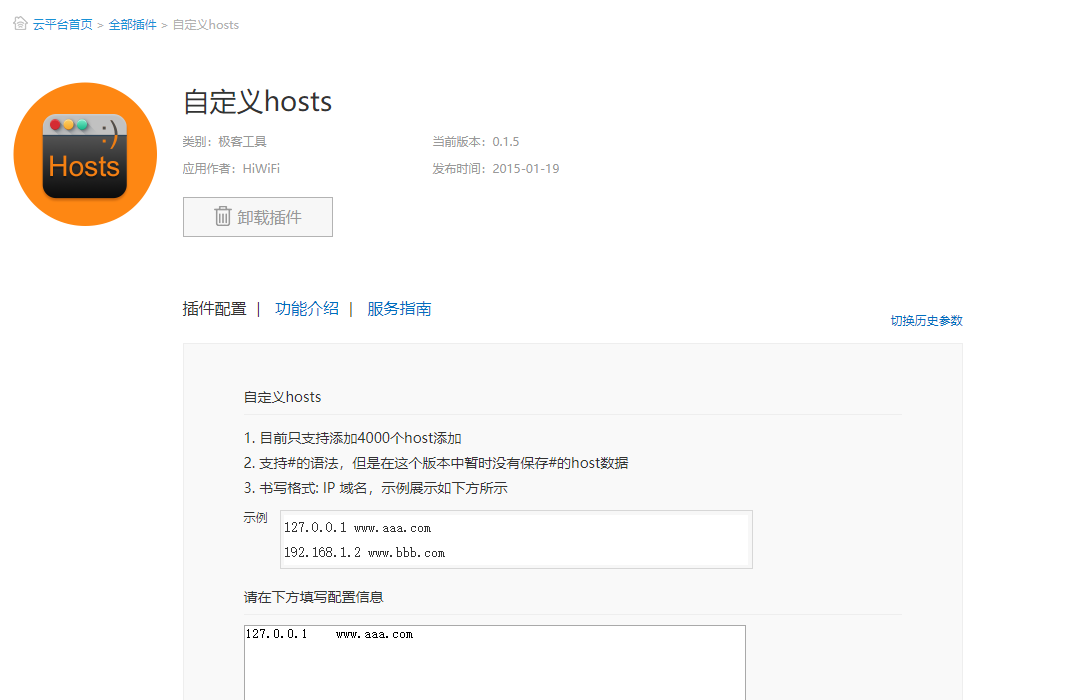 云平台首页 > 全部插件 > 自定义hosts
:)
Hosts
自定义hosts
类别：极客工具 当前版本：0.1.5
应用作者：HiWiFi 发布时间：2015-01-19
卸载插件
插件配置 | 功能介绍 | 服务指南
切换历史参数
自定义hosts
1. 目前只支持添加4000个host添加
2. 支持#的语法，但是在这个版本中暂时没有保存#的host数据
3. 书写格式: IP 域名，示例展示如下方所示
示例
127.0.0.1 www.aaa.com
192.168.1.2 www.bbb.com
请在下方填写配置信息
127.0.0.1 www.aaa.com